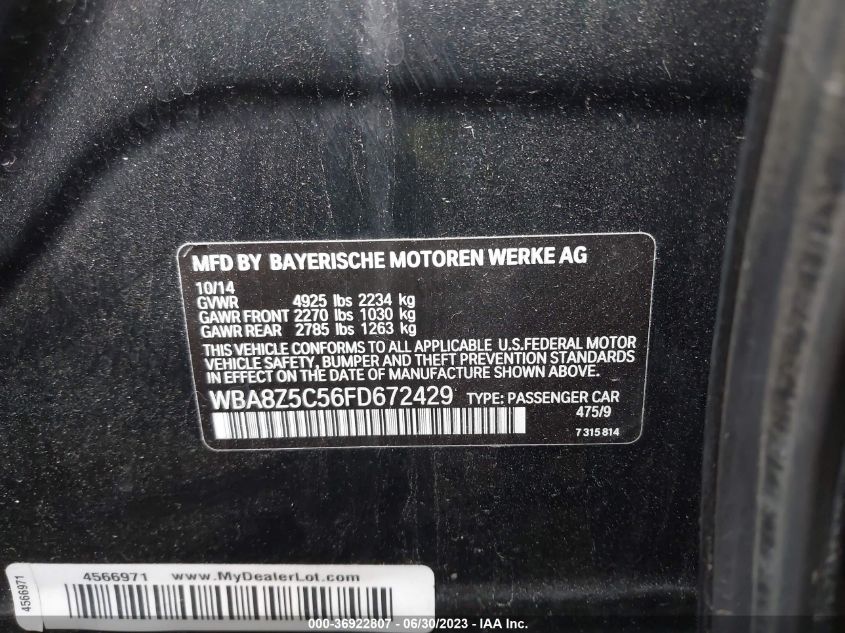 MFD BY BAYERISCHE MOTOREN WERKE AG
10/14
GVWR 4925 lbs 2234 kg
GAWR FRONT 2270 lbs 1030 kg
GAWR REAR 2785 lbs 1263 kg
THIS VEHICLE CONFORMS TO ALL APPLICABLE U.S.FEDERAL MOTOR
VEHICLE SAFETY, BUMPER AND THEFT PREVENTION STANDARDS
IN EFFECT ON THE DATE OF MANUFACTURE SHOWN ABOVE.
WBA8Z5C56FD672429 TYPE: PASSENGER CAR
475/9
7315814
4566971 www.MyDealerLot.com
4566971
000-36922807 - 06/30/2023 - IAA Inc.